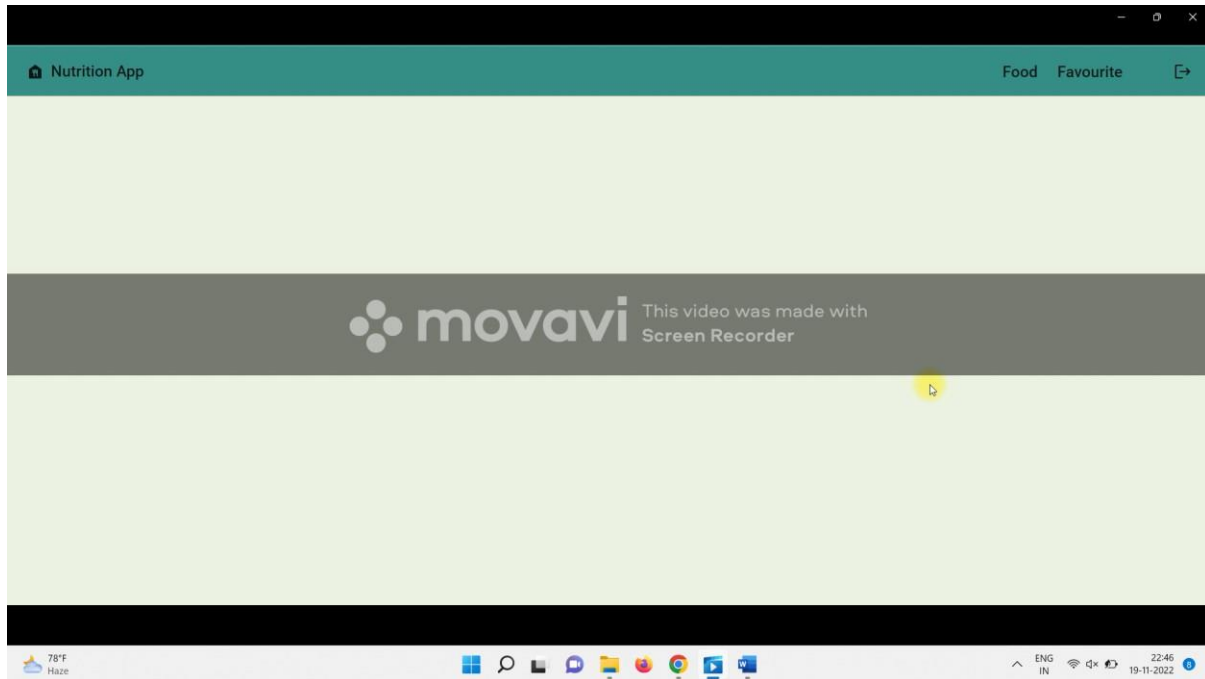 Nutrition App
Food Favourite
movavi
This video was made with
Screen Recorder
78°F
Haze
ENG
IN
22:46
19-11-2022
8